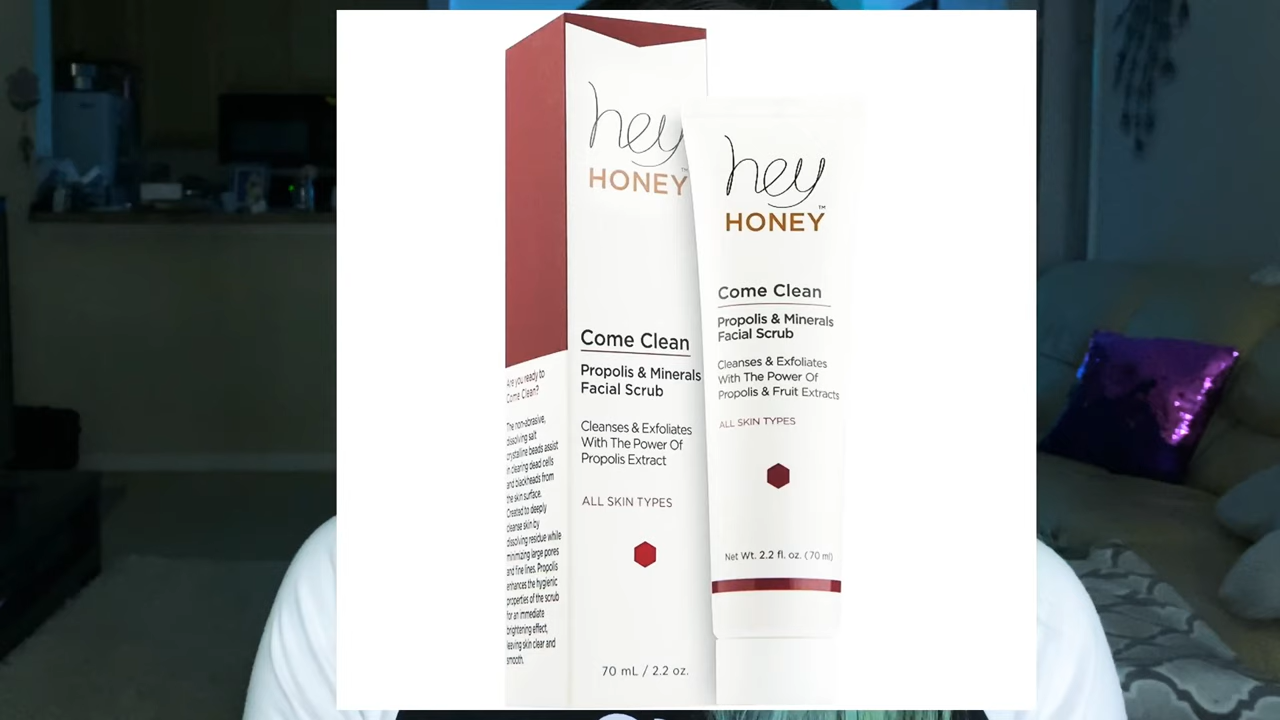 hey
HONEY
Come Clean
Propolis & Minerals
Facial Scrub
Cleanses & Exfoliates
With The Power Of
Propolis Extract
ALL SKIN TYPES
70 mL / 2.2 oz.
Are you ready to
Come Clean?
The non-abrasive,
dissolving salt
crystalline beads assist
in clearing dead cells
and blackheads from
the skin surface.
Created to deeply
cleanse skin by
dissolving residue while
minimizing large pores
and fine lines. Propolis
enhances the hygienic
properties of the scrub
for an immediate
brightening effect,
leaving skin clear and
smooth.
hey
HONEY™
Come Clean
Propolis & Minerals
Facial Scrub
Cleanses & Exfoliates
With The Power Of
Propolis & Fruit Extracts
ALL SKIN TYPES
Net Wt. 2.2 fl. oz. (70 ml)